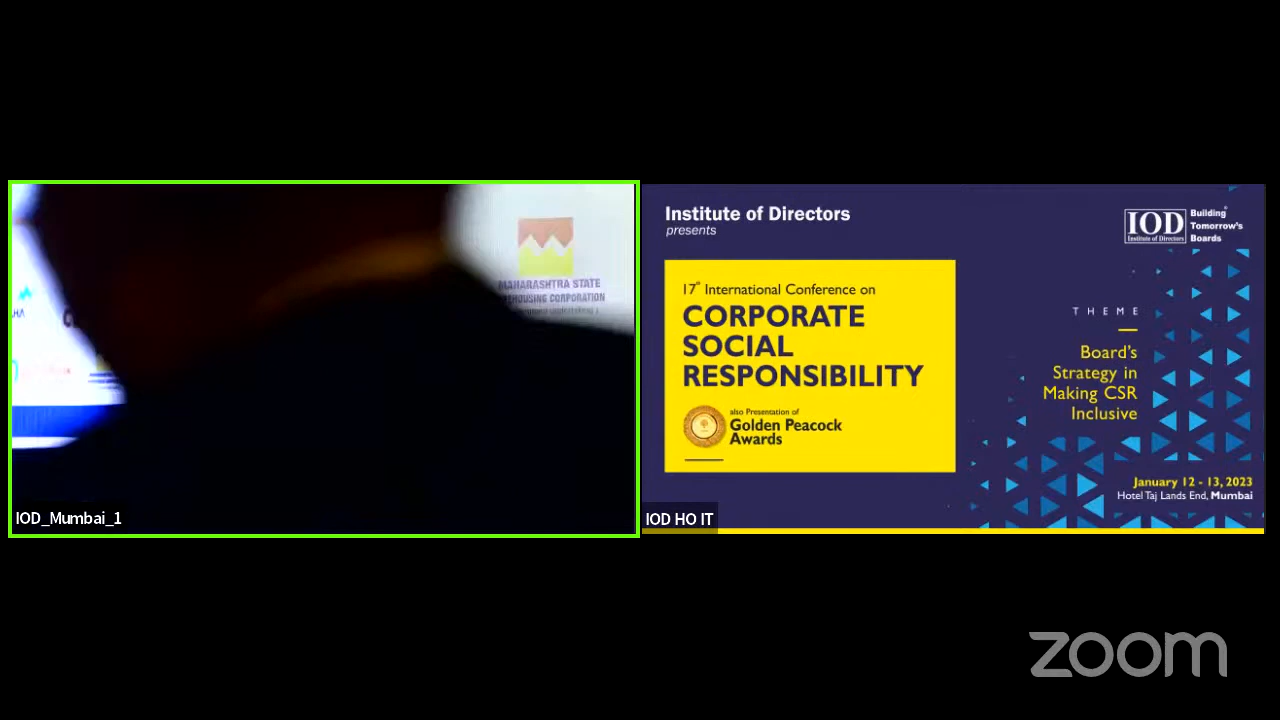 MAHARASHTRA STATE
HOUSING CORPORATION
IOD_Mumbai_1
Institute of Directors
presents
IOD
Institute of Directors
Building
Tomorrow's
Boards
17th International Conference on
CORPORATE
SOCIAL
RESPONSIBILITY
also Presentation of
Golden Peacock
Awards
THEME
Board's
Strategy in
Making CSR
Inclusive
January 12 - 13, 2023
Hotel Taj Lands End, Mumbai
IOD HO IT
zoom